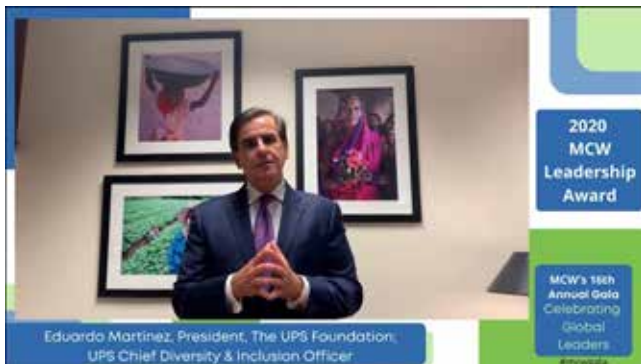 2020
MCW
Leadership
Award
MCW's 16th
Annual Gala
Celebrating
Global
Leaders
#mcwgala
Eduardo Martinez, President, The UPS Foundation;
UPS Chief Diversity & Inclusion Officer